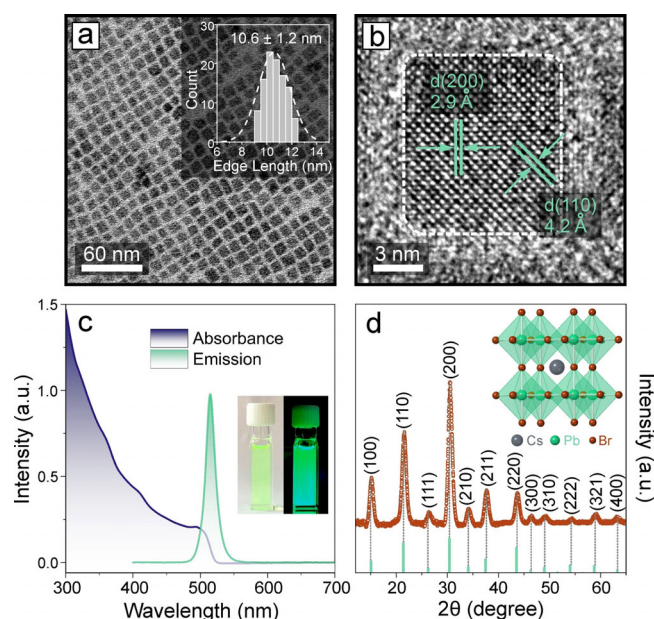 a
30
20
10
0
Count
10.6 ± 1.2 nm
6 8 10 12 14
Edge Length (nm)
60 nm
b
d(200)
2.9 Å
d(110)
4.2 Å
3 nm
c
1.5
1.0
0.5
0.0
Intensity (a.u.)
Absorbance
Emission
300 400 500 600 700
Wavelength (nm)
d
(100)
(110)
(111)
(200)
(210)
(211)
(220)
(300)
(310)
(222)
(321)
(400)
Cs Pb Br
Intensity (a.u.)
20 30 40 50 60
2θ (degree)